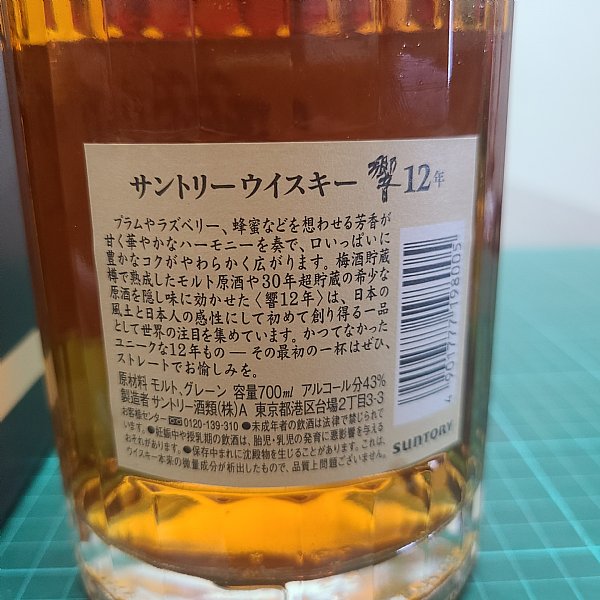 サントリーウイスキー 響12年
プラムやラズベリー、蜂蜜などを想わせる芳香が
甘く華やかなハーモニーを奏で、口いっぱいに
豊かなコクがやわらかく広がります。梅酒貯蔵
樽で熟成したモルト原酒や30年超貯蔵の希少な
原酒を隠し味に効かせた〈響12年〉は、日本の
風土と日本人の感性にして初めて創り得る一品
として世界の注目を集めています。かつてなかった
ユニークな12年もの ― その最初の一杯はぜひ、
ストレートでお愉しみを。
原材料 モルト、グレーン 容量700ml アルコール分43%
製造者 サントリー酒類(株)A 東京都港区台場2丁目3-3
お客様センター 0120-139-310 ●未成年者の飲酒は法律で禁じられて
います。●妊娠中や授乳期の飲酒は、胎児・乳児の発育に悪影響を与える
おそれがあります。●保存中まれに沈殿物を生じることがあります。これは、
ウイスキー本来の微量成分が析出したもので、品質上問題ございません。
4 901777 198005
SUNTORY